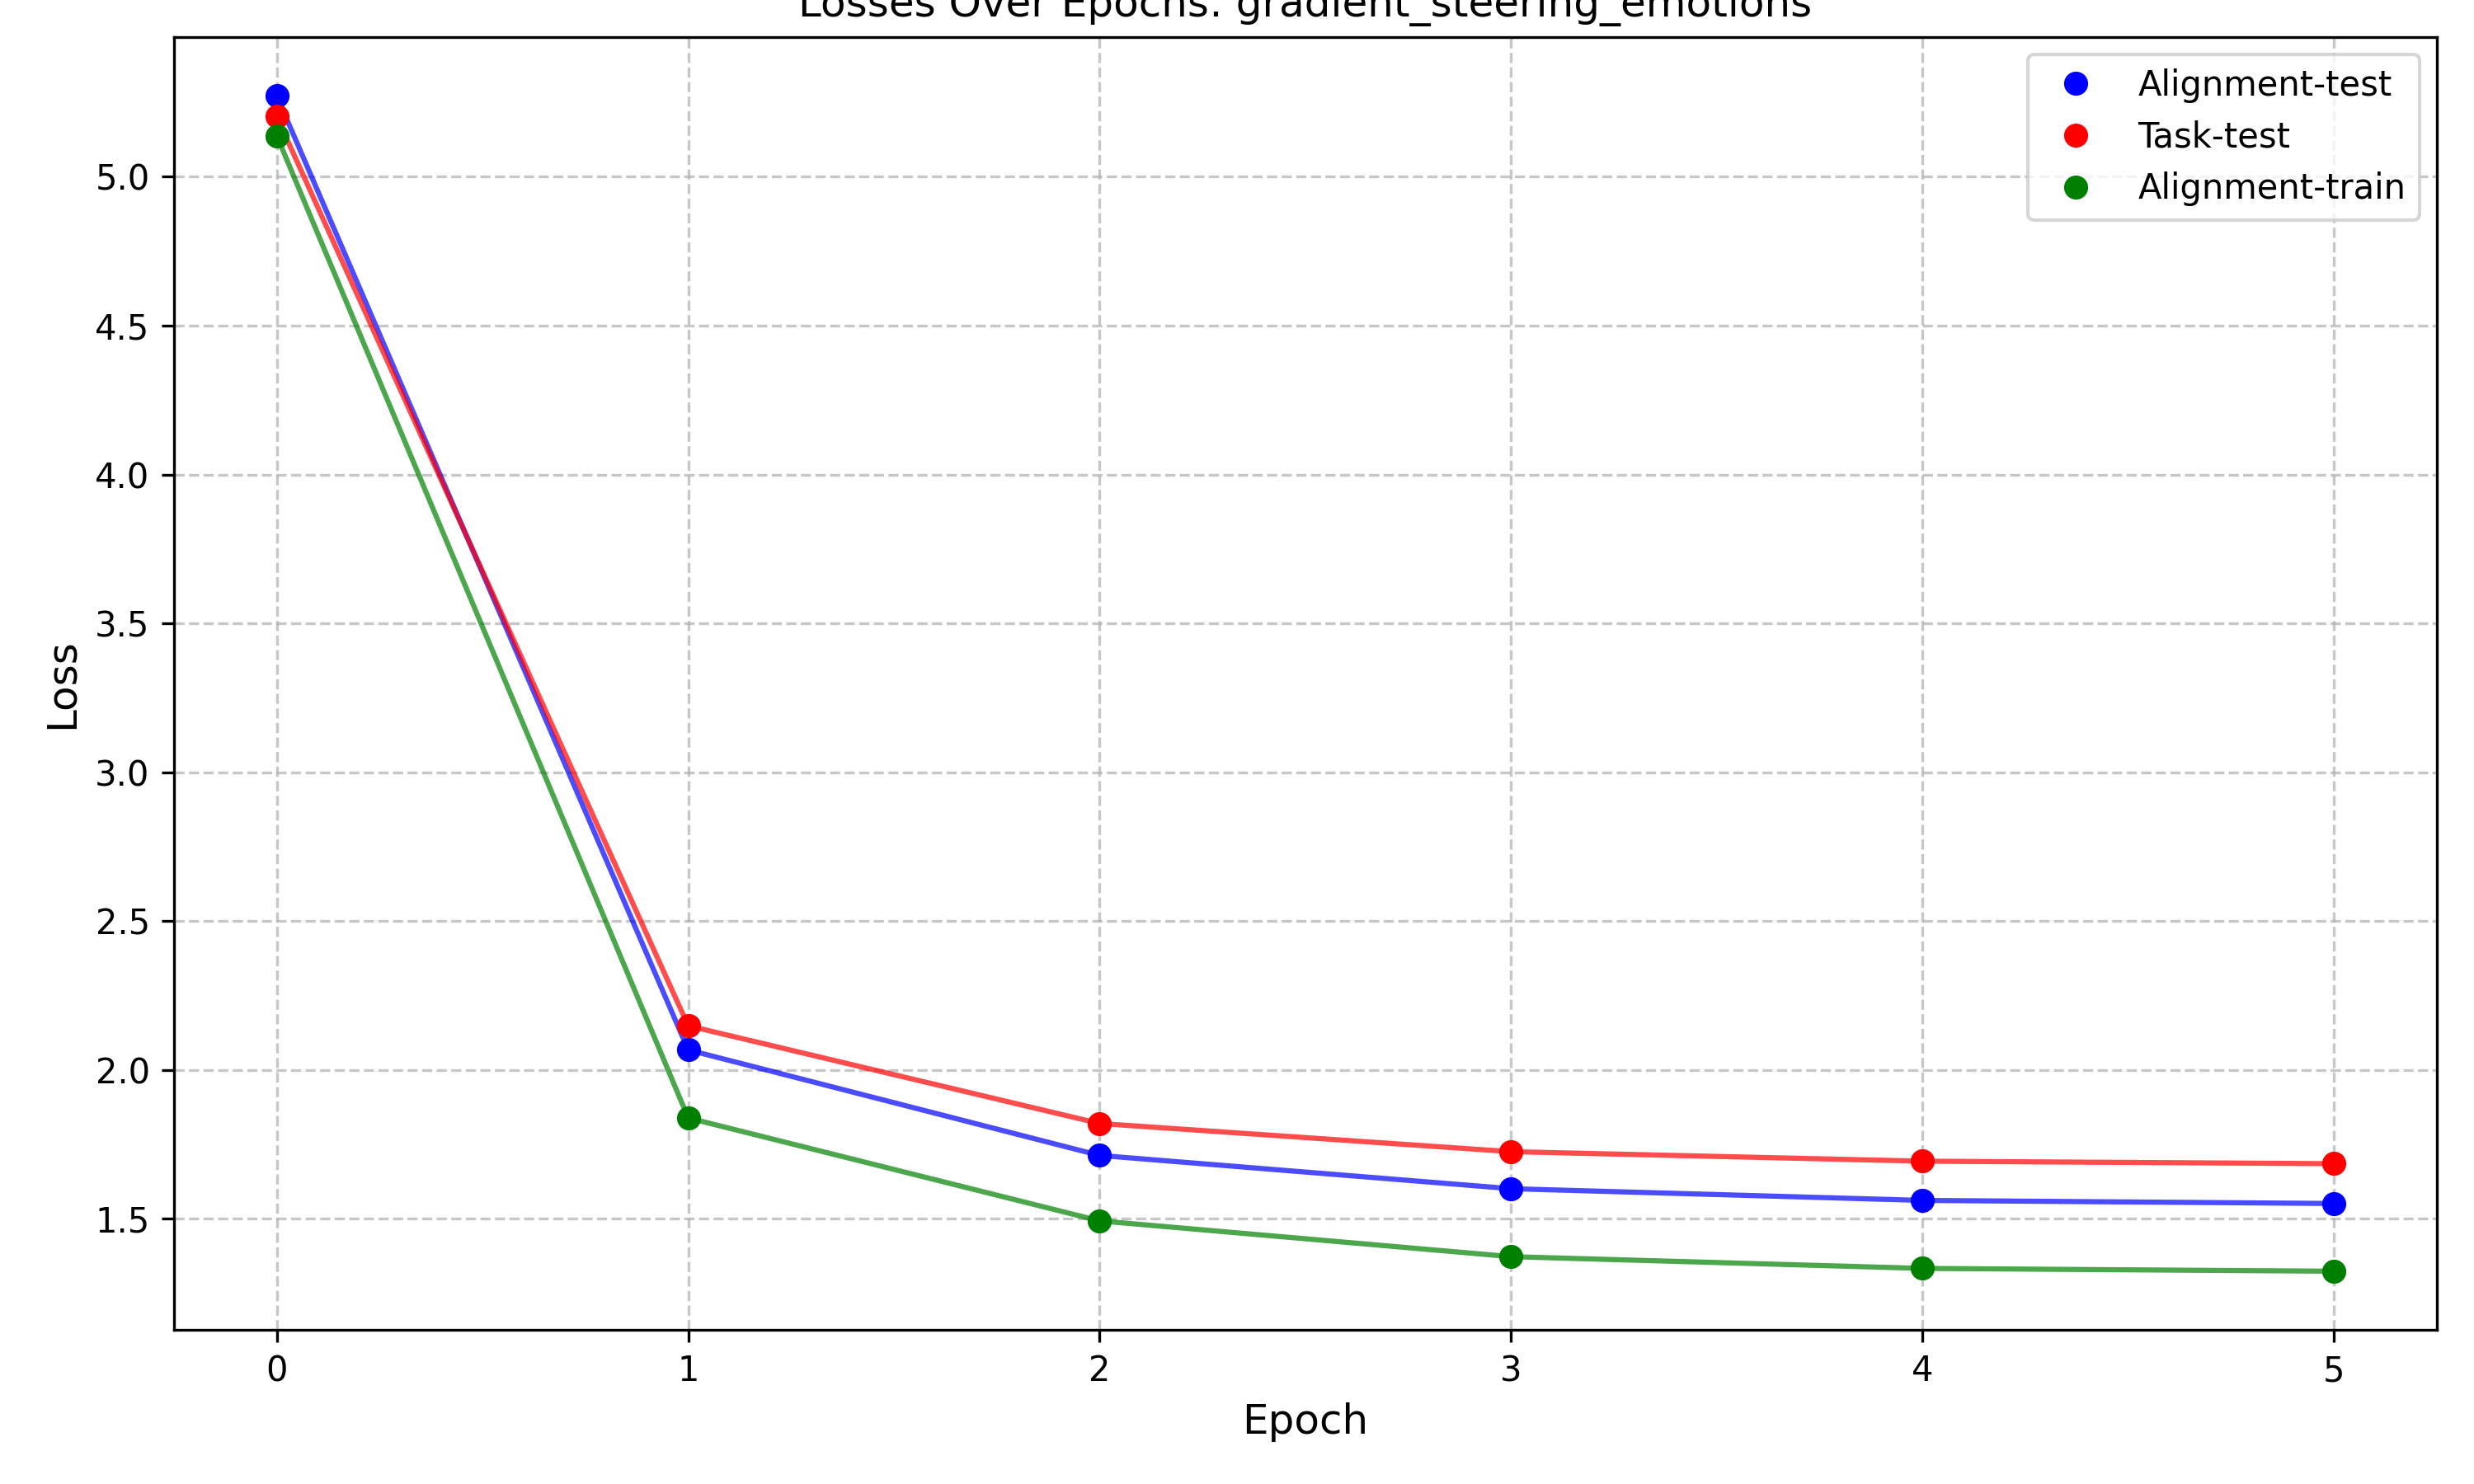 Losses Over Epochs: gradient_steering_emotions
Alignment-test
Task-test
Alignment-train
5.0
4.5
4.0
3.5
3.0
2.5
2.0
1.5
Loss
0 1 2 3 4 5
Epoch